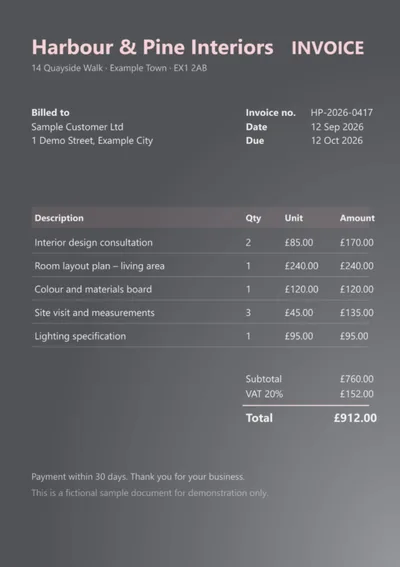 Harbour & Pine Interiors INVOICE
14 Quayside Walk · Example Town · EX1 2AB
Billed to
Sample Customer Ltd
1 Demo Street, Example City
Invoice no. HP-2026-0417
Date 12 Sep 2026
Due 12 Oct 2026
Description Qty Unit Amount
Interior design consultation 2 £85.00 £170.00
Room layout plan – living area 1 £240.00 £240.00
Colour and materials board 1 £120.00 £120.00
Site visit and measurements 3 £45.00 £135.00
Lighting specification 1 £95.00 £95.00
Subtotal £760.00
VAT 20% £152.00
Total £912.00
Payment within 30 days. Thank you for your business.
This is a fictional sample document for demonstration only.